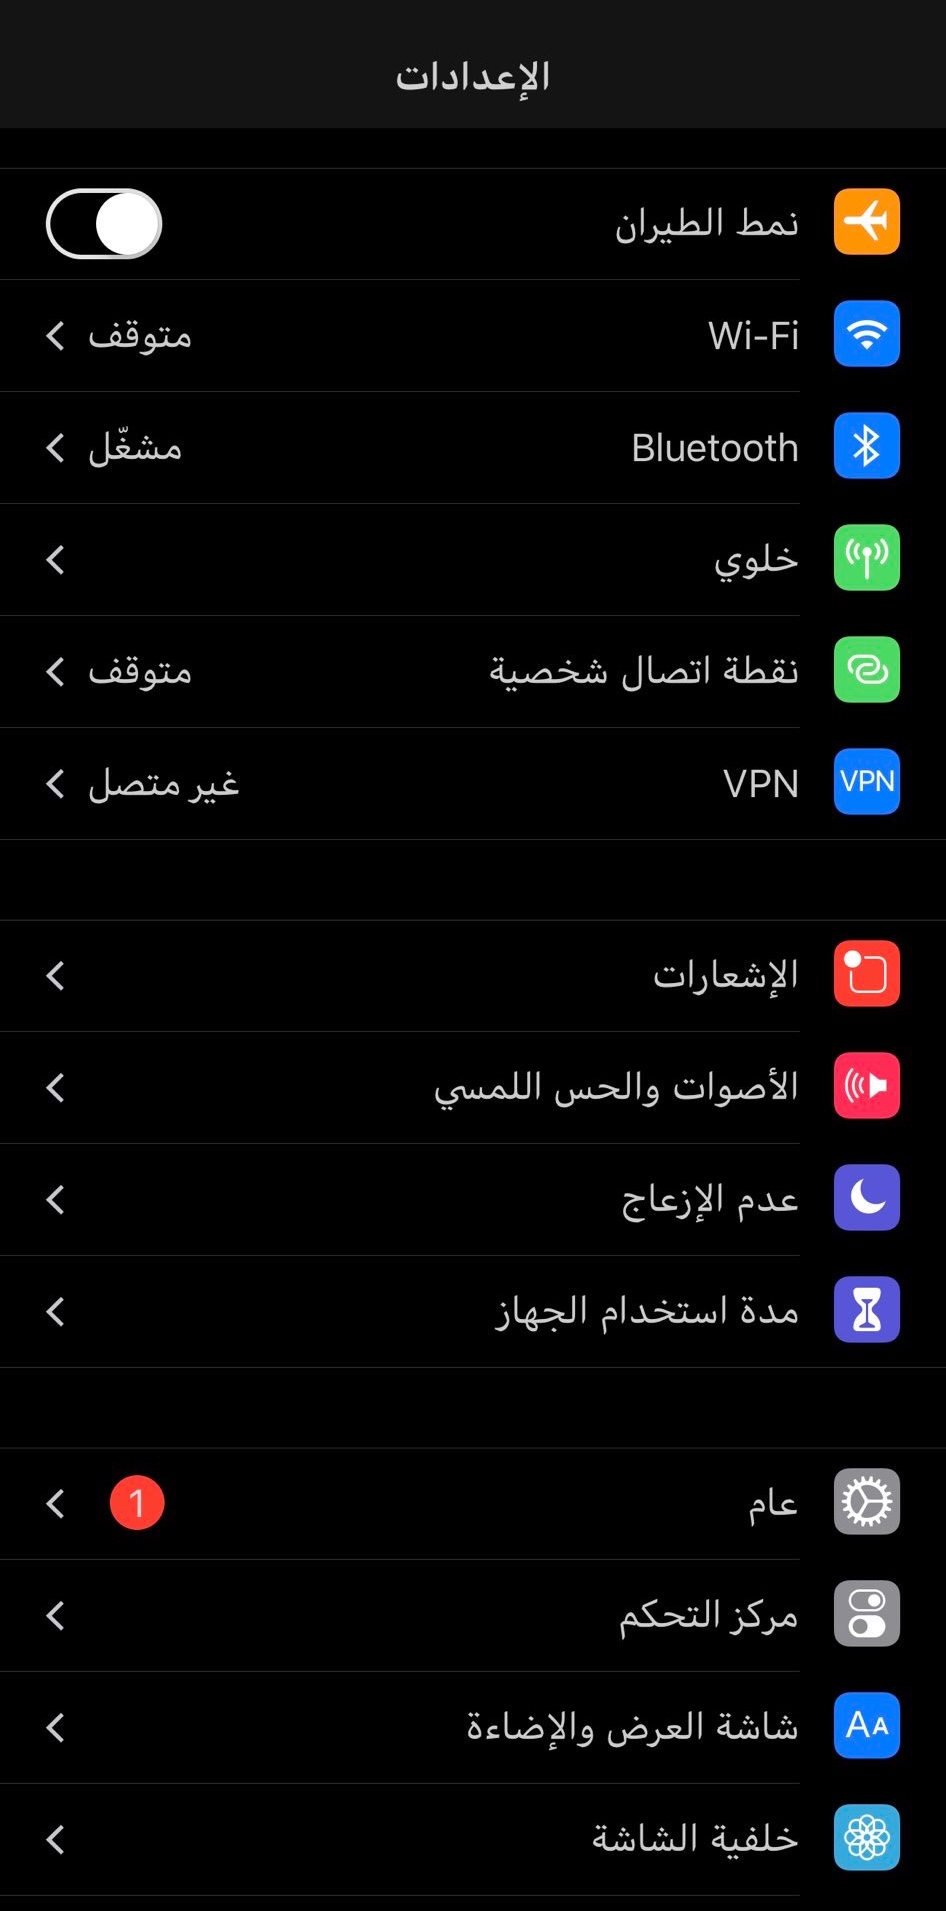 الإعدادات
نمط الطيران
Wi-Fi متوقف
Bluetooth مشغّل
خلوي
نقطة اتصال شخصية متوقف
VPN VPN غير متصل
الإشعارات
الأصوات والحس اللمسي
عدم الإزعاج
مدة استخدام الجهاز
عام 1
مركز التحكم
AA شاشة العرض والإضاءة
خلفية الشاشة